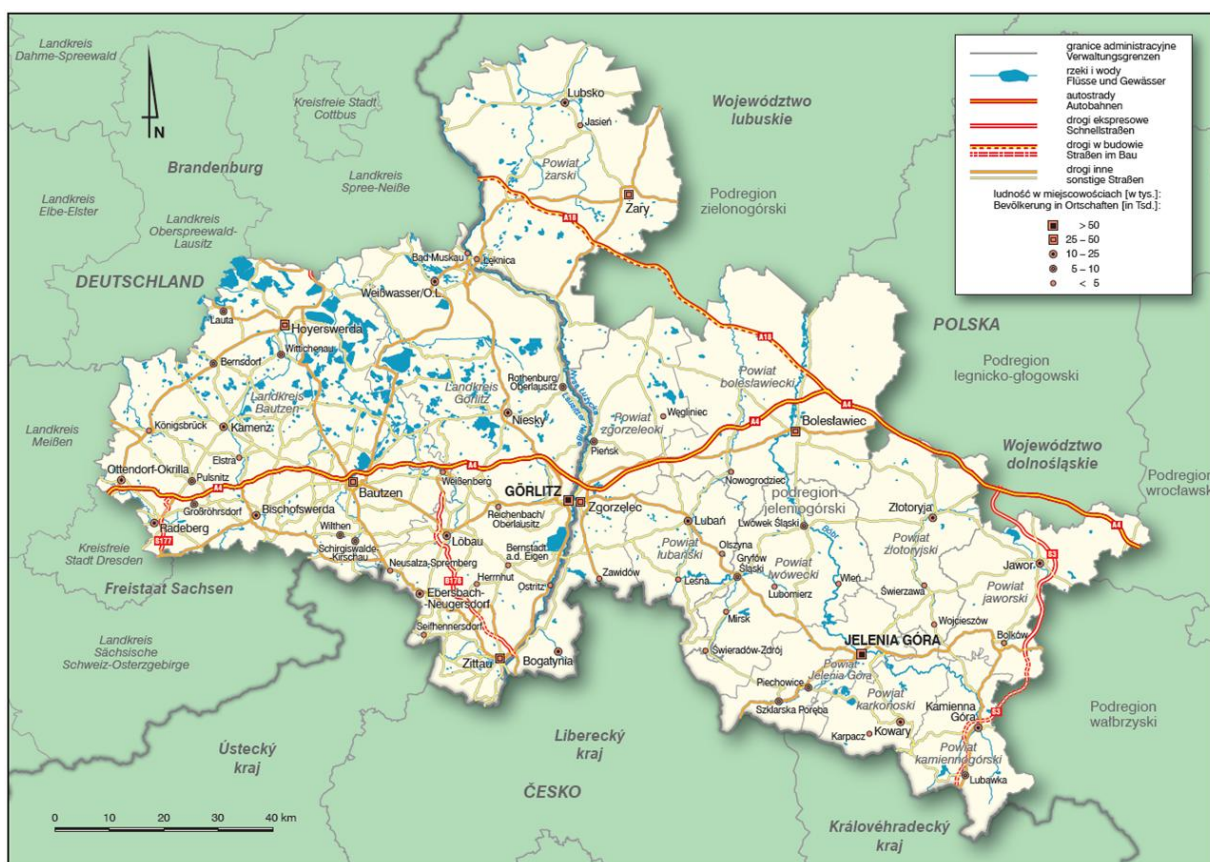 Landkreis
Dahme-Spreewald
N
Kreisfreie Stadt
Cottbus
Brandenburg
Landkreis
Spree-Neiße
Landkreis
Elbe-Elster
Landkreis
Oberspreewald-
Lausitz
DEUTSCHLAND
Landkreis
Meißen
Kreisfreie
Stadt Dresden
Freistaat Sachsen
Landkreis
Sächsische
Schweiz-Osterzgebirge
Ústecký
kraj
Liberecký
kraj
ČESKO
Královéhradecký
kraj
Województwo
lubuskie
Podregion
zielonogórski
POLSKA
Podregion
legnicko-głogowski
Województwo
dolnośląskie
Podregion
wrocławski
Podregion
wałbrzyski
granice administracyjne
Verwaltungsgrenzen
rzeki i wody
Flüsse und Gewässer
autostrady
Autobahnen
drogi ekspresowe
Schnellstraßen
drogi w budowie
Straßen im Bau
drogi inne
sonstige Straßen
ludność w miejscowościach [w tys.]:
Bevölkerung in Ortschaften [in Tsd.]:
> 50
25 – 50
10 – 25
5 – 10
< 5
Lubsko
Jasień
Powiat
żarski
Żary
A18
Bad Muskau
Łęknica
Weißwasser/O.L.
Lauta
Hoyerswerda
Wittichenau
Bernsdorf
Landkreis
Bautzen
Landkreis
Görlitz
Rothenburg/
Oberlausitz
Niesky
Königsbrück
Kamenz
Elstra
Ottendorf-Okrilla
Pulsnitz
A4
Großröhrsdorf
Radeberg
S177
Bischofswerda
Bautzen
A4
Weißenberg
GÖRLITZ
Zgorzelec
Reichenbach/
Oberlausitz
Wilthen
Schirgiswalde-
Kirschau
Löbau
Bernstadt
a.d. Eigen
Neusalza-Spremberg
Herrnhut
B178
Ostritz
Ebersbach-
Neugersdorf
Seifhennersdorf
Zittau
Bogatynia
Zawidów
Pieńsk
Powiat
zgorzelecki
Węgliniec
A18
Powiat
bolesławiecki
A4
A4
Bolesławiec
Nowogrodziec
podregion
jeleniogórski
Lubań
Powiat
lubański
Lwówek Śląski
Bóbr
Złotoryja
Powiat
złotoryjski
Olszyna
Gryfów
Śląski
Powiat
lwówecki
Leśna
Lubomierz
Wleń
Świerzawa
Mirsk
Wojcieszów
Świeradów-Zdrój
JELENIA GÓRA
Powiat
Jelenia Góra
Piechowice
Szklarska Poręba
Powiat
karkonoski
Karpacz
Kowary
Kamienna
Góra
Powiat
kamiennogórski
Lubawka
Bolków
Jawor
Powiat
jaworski
S3
S3
A4
0 10 20 30 40 km